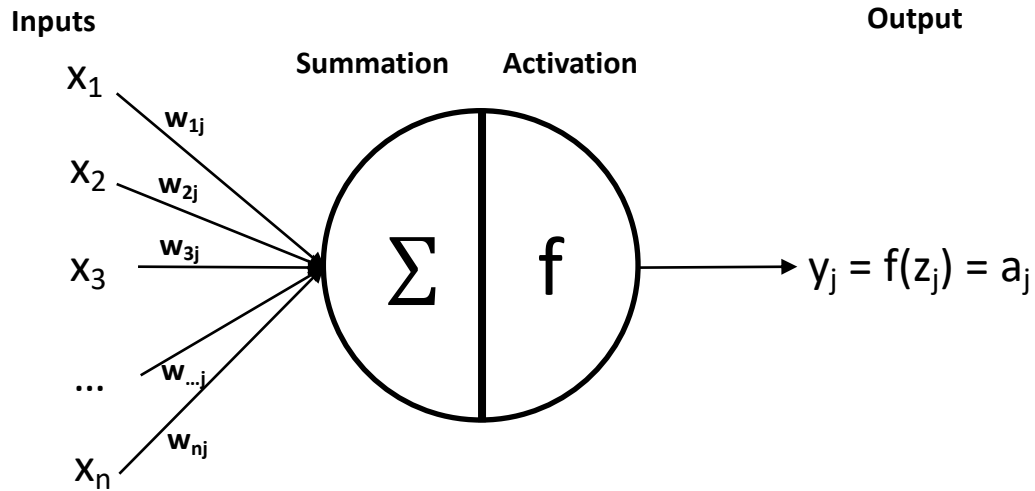 Inputs
Output
Summation
Activation
x₁
w₁ⱼ
x₂
w₂ⱼ
x₃
w₃ⱼ
Σ
f
yⱼ = f(zⱼ) = aⱼ
...
w...ⱼ
wₙⱼ
xₙ